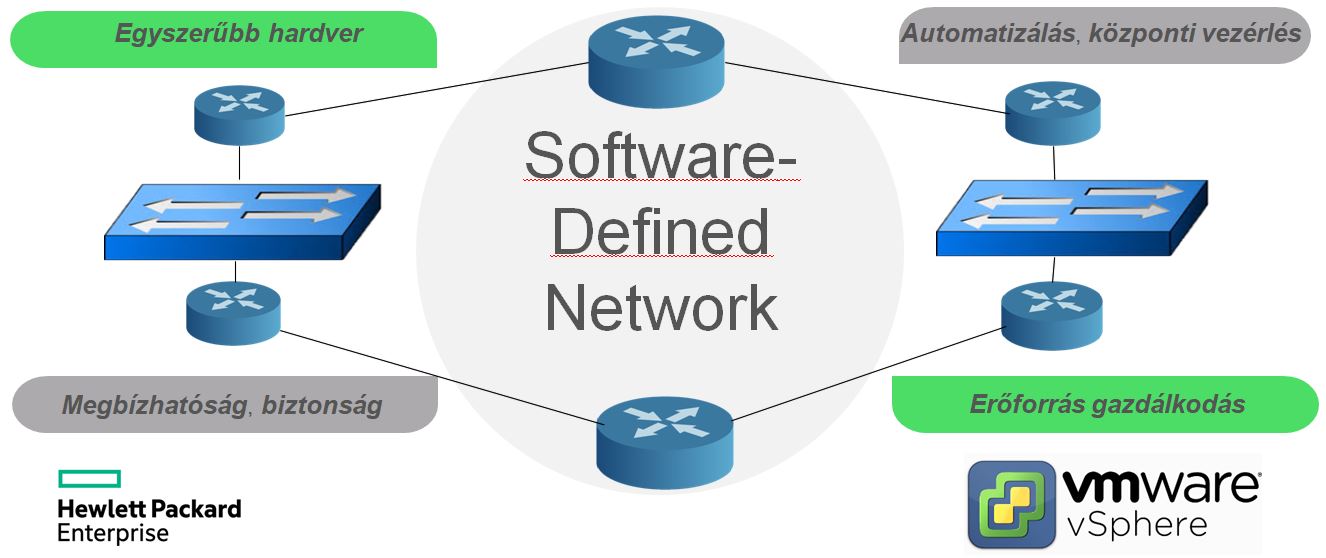 Egyszerűbb hardver
Automatizálás, központi vezérlés
Software-
Defined
Network
Megbízhatóság, biztonság
Erőforrás gazdálkodás
Hewlett Packard
Enterprise
vmware®
vSphere